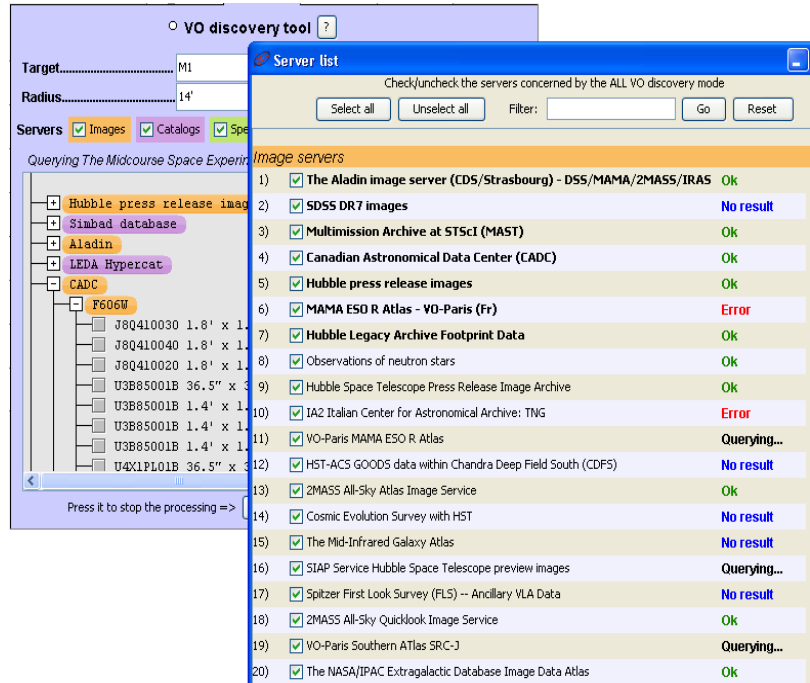 VO discovery tool ?
Target................................. M1
Radius................................. 14'
Servers Images Catalogs Spe
Querying The Midcourse Space Experin
Hubble press release imag
Simbad database
Aladin
LEDA Hypercat
CADC
F606W
J8Q410030 1.8' x 1.
J8Q410040 1.8' x 1.
J8Q410020 1.8' x 1.
U3B85001B 36.5" x 3
U3B85001B 1.4' x 1.
U3B85001B 1.4' x 1.
U3B85001B 1.4' x 1.
U4X1PL01B 36.5" x 3
Press it to stop the processing =>
Server list
Check/uncheck the servers concerned by the ALL VO discovery mode
Select all Unselect all Filter: Go Reset
Image servers
1) The Aladin image server (CDS/Strasbourg) - DSS/MAMA/2MASS/IRAS Ok
2) SDSS DR7 images No result
3) Multimission Archive at STScI (MAST) Ok
4) Canadian Astronomical Data Center (CADC) Ok
5) Hubble press release images Ok
6) MAMA ESO R Atlas - VO-Paris (Fr) Error
7) Hubble Legacy Archive Footprint Data Ok
8) Observations of neutron stars Ok
9) Hubble Space Telescope Press Release Image Archive Ok
10) IA2 Italian Center for Astronomical Archive: TNG Error
11) VO-Paris MAMA ESO R Atlas Querying...
12) HST-ACS GOODS data within Chandra Deep Field South (CDFS) No result
13) 2MASS All-Sky Atlas Image Service Ok
14) Cosmic Evolution Survey with HST No result
15) The Mid-Infrared Galaxy Atlas No result
16) SIAP Service Hubble Space Telescope preview images Querying...
17) Spitzer First Look Survey (FLS) -- Ancillary VLA Data No result
18) 2MASS All-Sky Quicklook Image Service Ok
19) VO-Paris Southern ATlas SRC-J Querying...
20) The NASA/IPAC Extragalactic Database Image Data Atlas Ok